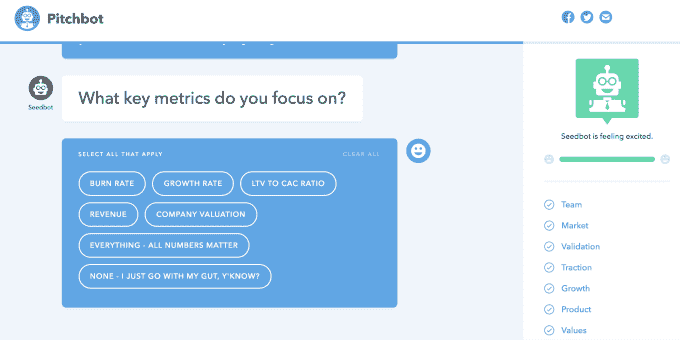 Pitchbot
Seedbot
What key metrics do you focus on?
SELECT ALL THAT APPLY
CLEAR ALL
BURN RATE
GROWTH RATE
LTV TO CAC RATIO
REVENUE
COMPANY VALUATION
EVERYTHING - ALL NUMBERS MATTER
NONE - I JUST GO WITH MY GUT, Y'KNOW?
Seedbot is feeling excited.
Team
Market
Validation
Traction
Growth
Product
Values